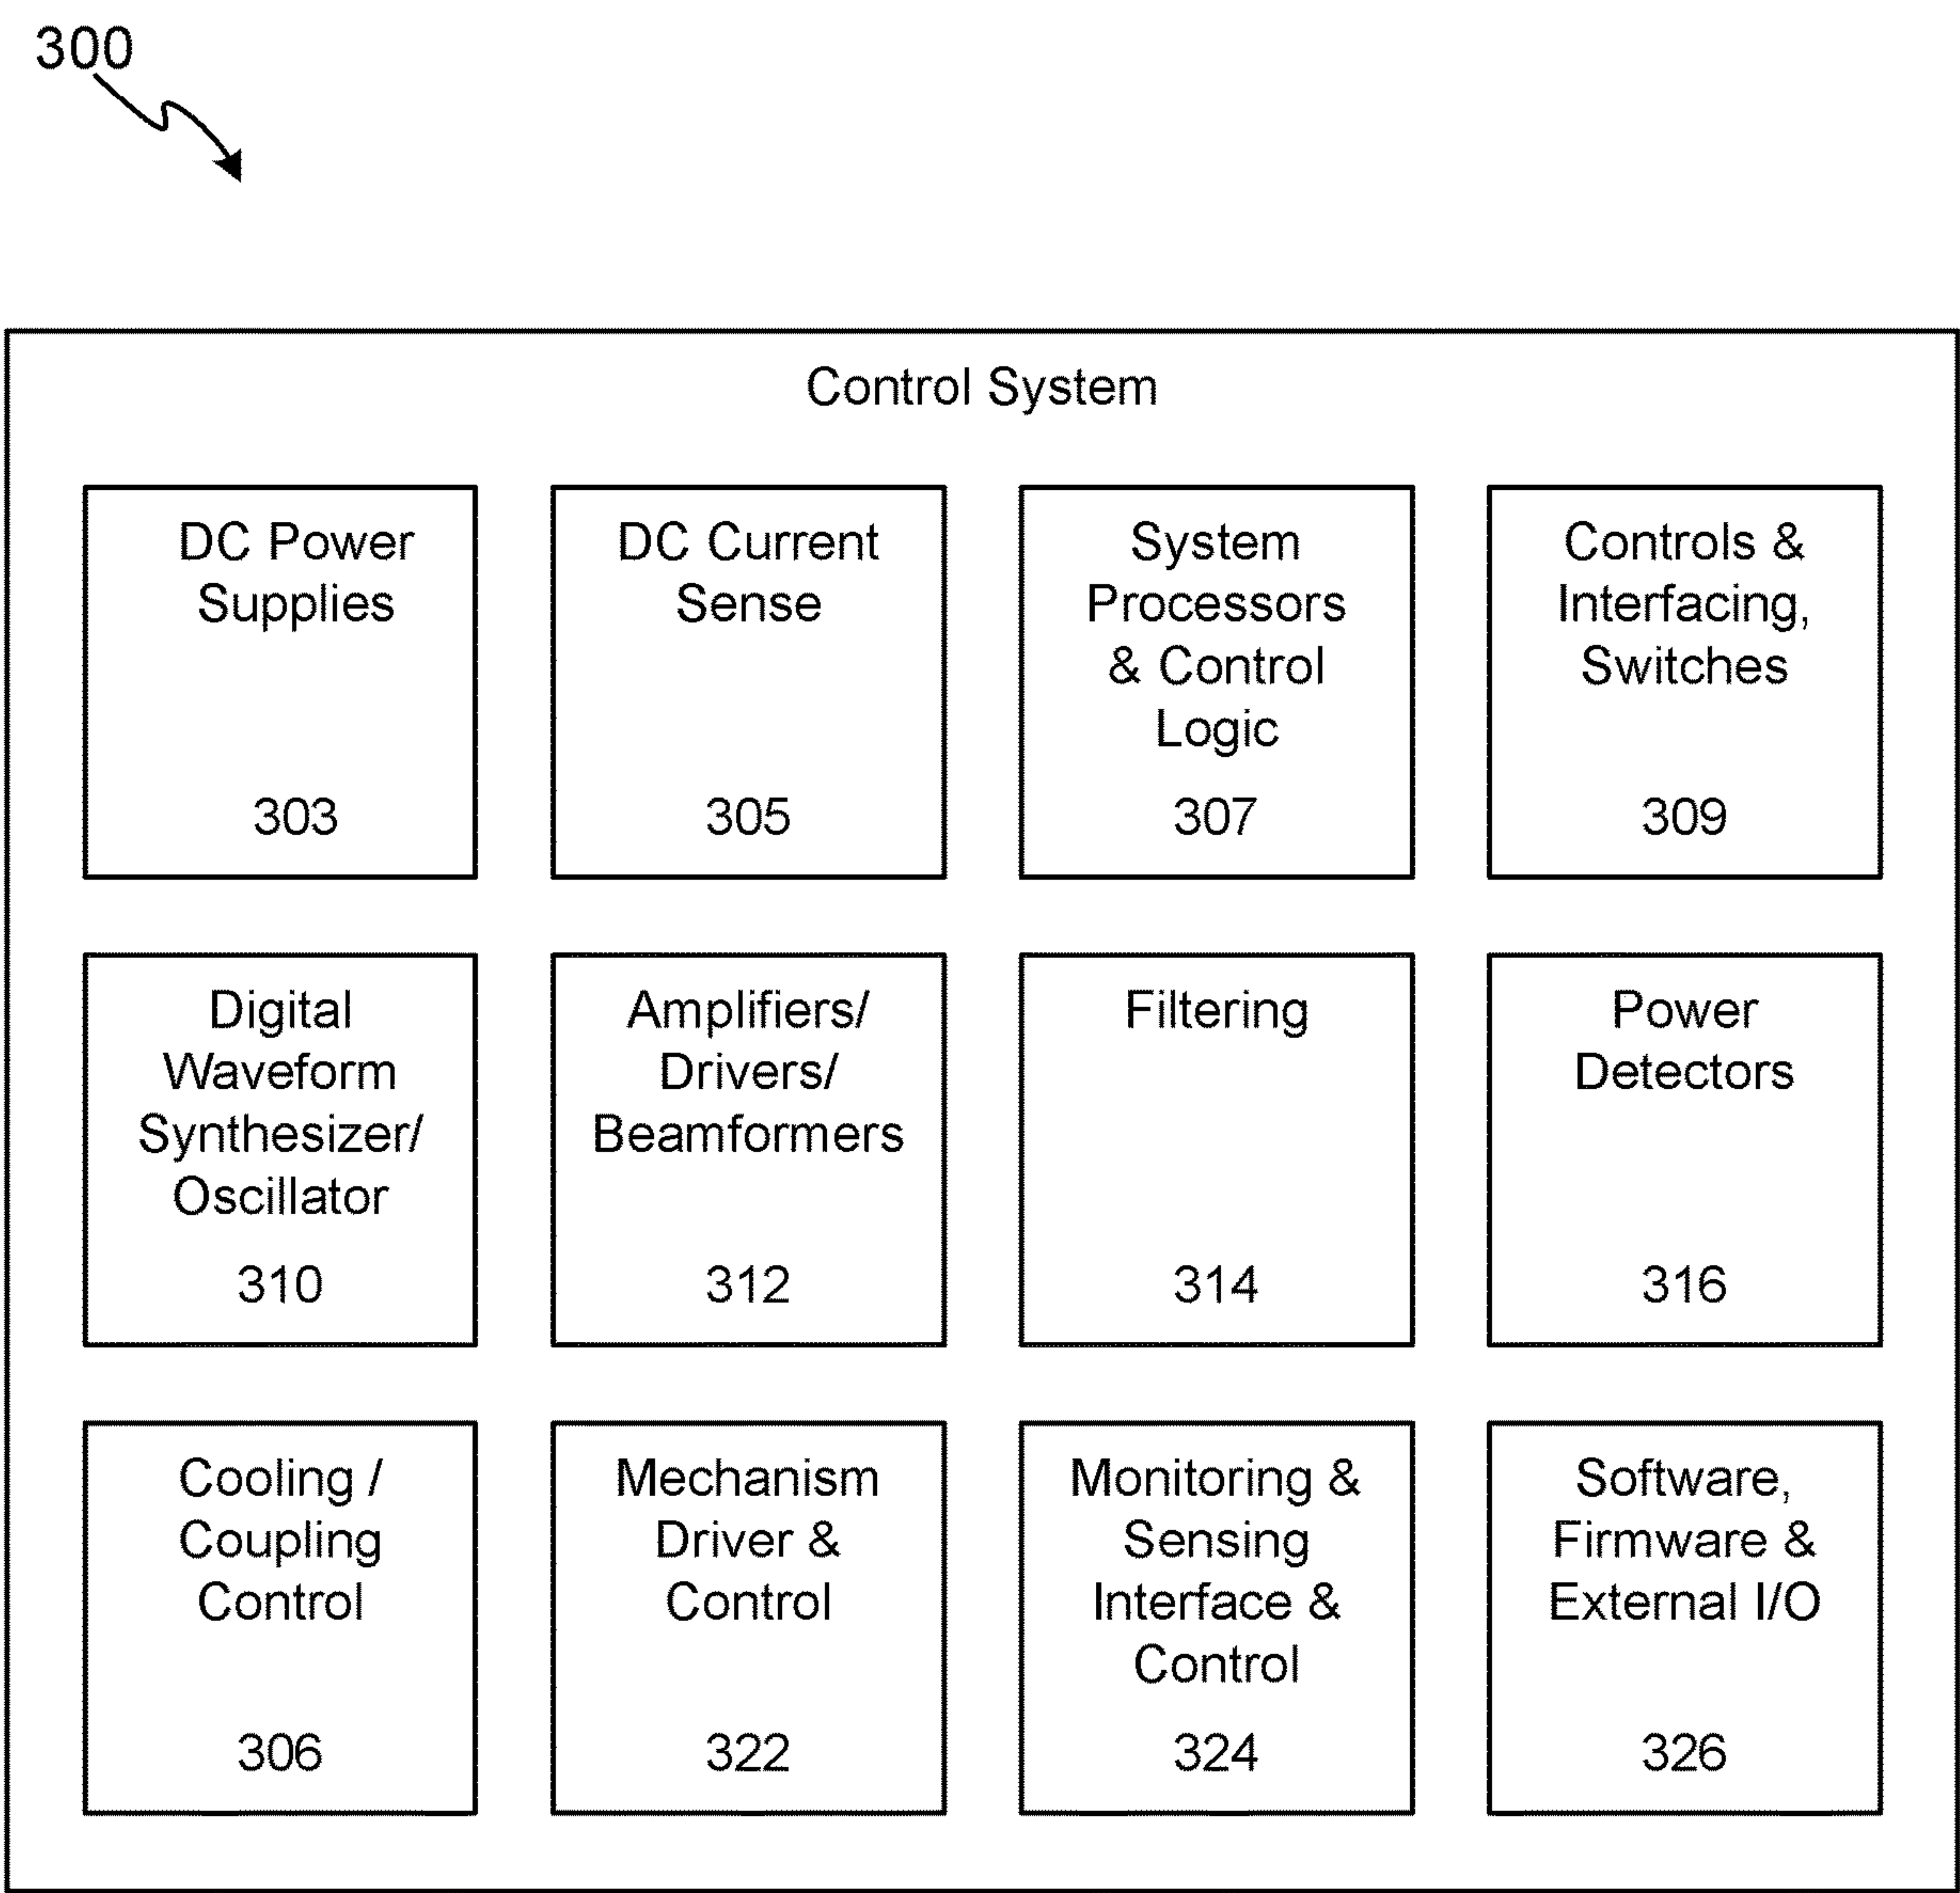 300
Control System
DC Power
Supplies
303
DC Current
Sense
305
System
Processors
& Control
Logic
307
Controls &
Interfacing,
Switches
309
Digital
Waveform
Synthesizer/
Oscillator
310
Amplifiers/
Drivers/
Beamformers
312
Filtering
314
Power
Detectors
316
Cooling /
Coupling
Control
306
Mechanism
Driver &
Control
322
Monitoring &
Sensing
Interface &
Control
324
Software,
Firmware &
External I/O
326